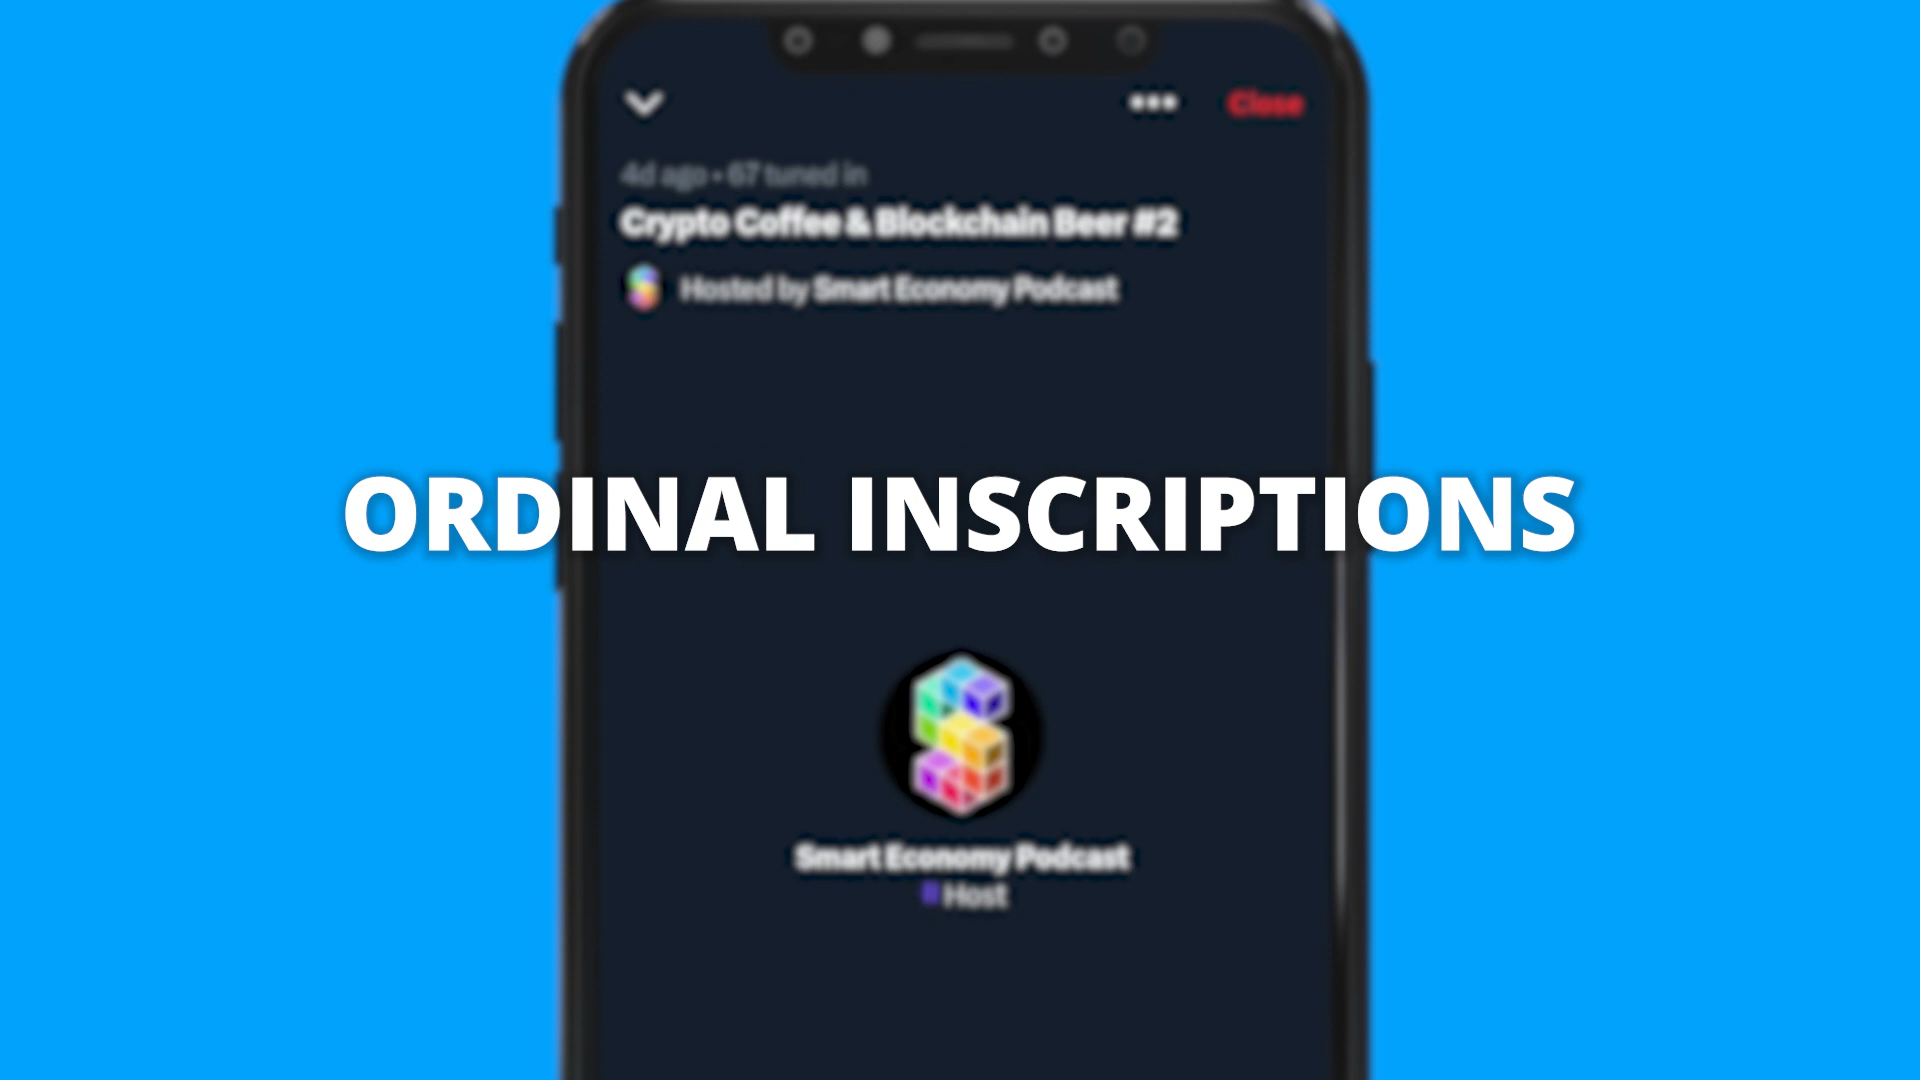 Close
4d ago • 67 tuned in
Crypto Coffee & Blockchain Beer #2
Hosted by Smart Economy Podcast
ORDINAL INSCRIPTIONS
Smart Economy Podcast
Host